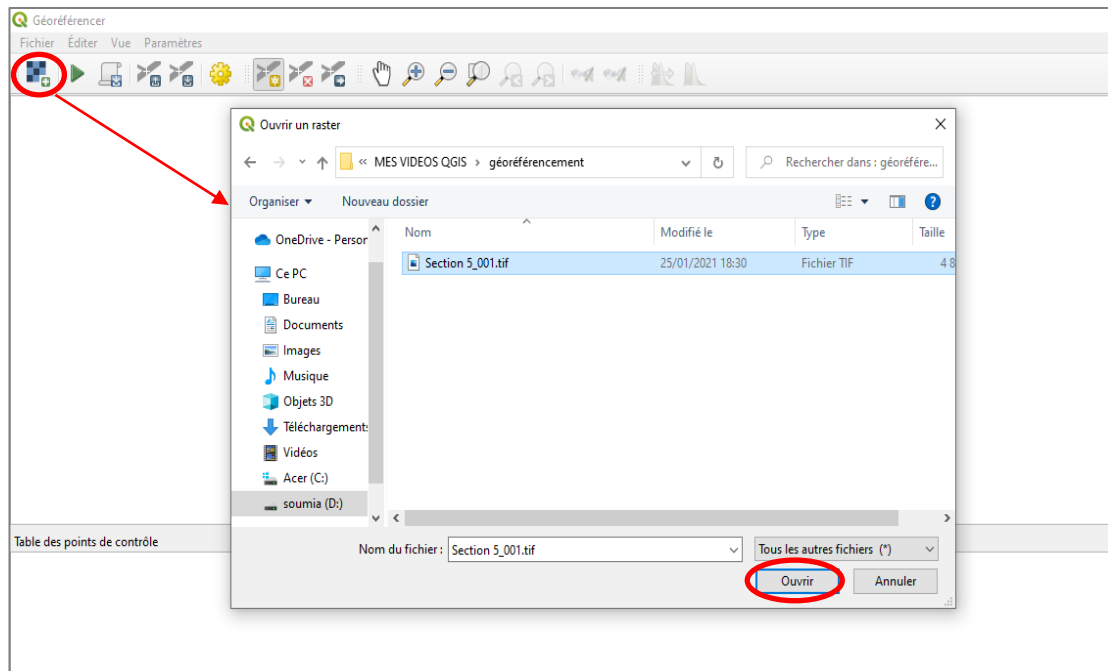 Géoréférencer
Fichier Éditer Vue Paramètres
Ouvrir un raster
« MES VIDEOS QGIS › géoréférencement
Rechercher dans : géoréfére...
Organiser Nouveau dossier
?
Nom Modifié le Type Taille
OneDrive - Person
Section 5_001.tif 25/01/2021 18:30 Fichier TIF 4 8
Ce PC
Bureau
Documents
Images
Musique
Objets 3D
Téléchargements
Vidéos
Acer (C:)
soumia (D:)
Table des points de contrôle
Nom du fichier : Section 5_001.tif Tous les autres fichiers (*)
Ouvrir Annuler